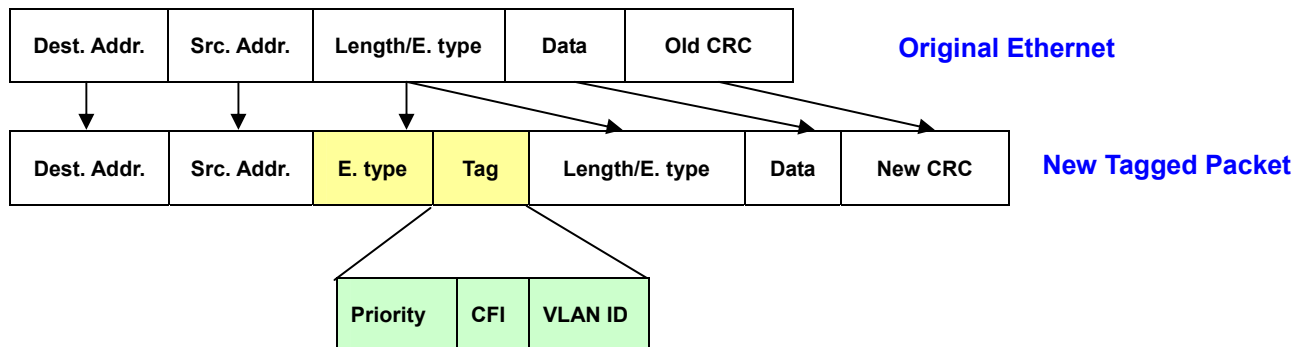 Dest. Addr. Src. Addr. Length/E. type Data Old CRC Original Ethernet
Dest. Addr. Src. Addr. E. type Tag Length/E. type Data New CRC New Tagged Packet
Priority CFI VLAN ID